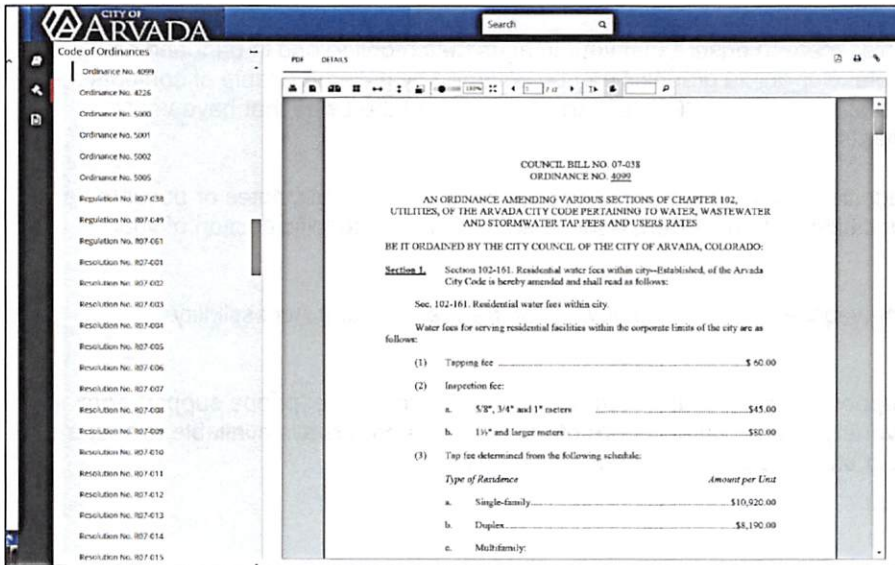 CITY OF
ARVADA
Search
Code of Ordinances
Ordinance No. 4099
Ordinance No. 4226
Ordinance No. 5000
Ordinance No. 5001
Ordinance No. 5002
Ordinance No. 5005
Regulation No. R07-038
Regulation No. R07-049
Regulation No. R07-061
Resolution No. R07-001
Resolution No. R07-002
Resolution No. R07-003
Resolution No. R07-004
Resolution No. R07-005
Resolution No. R07-006
Resolution No. R07-007
Resolution No. R07-008
Resolution No. R07-009
Resolution No. R07-010
Resolution No. R07-011
Resolution No. R07-012
Resolution No. R07-013
Resolution No. R07-014
Resolution No. R07-015
PDF DETAILS
100%
1
COUNCIL BILL NO. 07-038
ORDINANCE NO. 4099
AN ORDINANCE AMENDING VARIOUS SECTIONS OF CHAPTER 102,
UTILITIES, OF THE ARVADA CITY CODE PERTAINING TO WATER, WASTEWATER
AND STORMWATER TAP FEES AND USERS RATES
BE IT ORDAINED BY THE CITY COUNCIL OF THE CITY OF ARVADA, COLORADO:
Section 1. Section 102-161. Residential water fees within city--Established, of the Arvada
City Code is hereby amended and shall read as follows:
Sec. 102-161. Residential water fees within city.
Water fees for serving residential facilities within the corporate limits of the city are as
follows:
(1) Tapping fee $ 60.00
(2) Inspection fee:
a. 5/8", 3/4" and 1" meters $45.00
b. 1½" and larger meters $80.00
(3) Tap fee determined from the following schedule:
Type of Residence Amount per Unit
a. Single-family $10,920.00
b. Duplex $8,190.00
c. Multifamily: